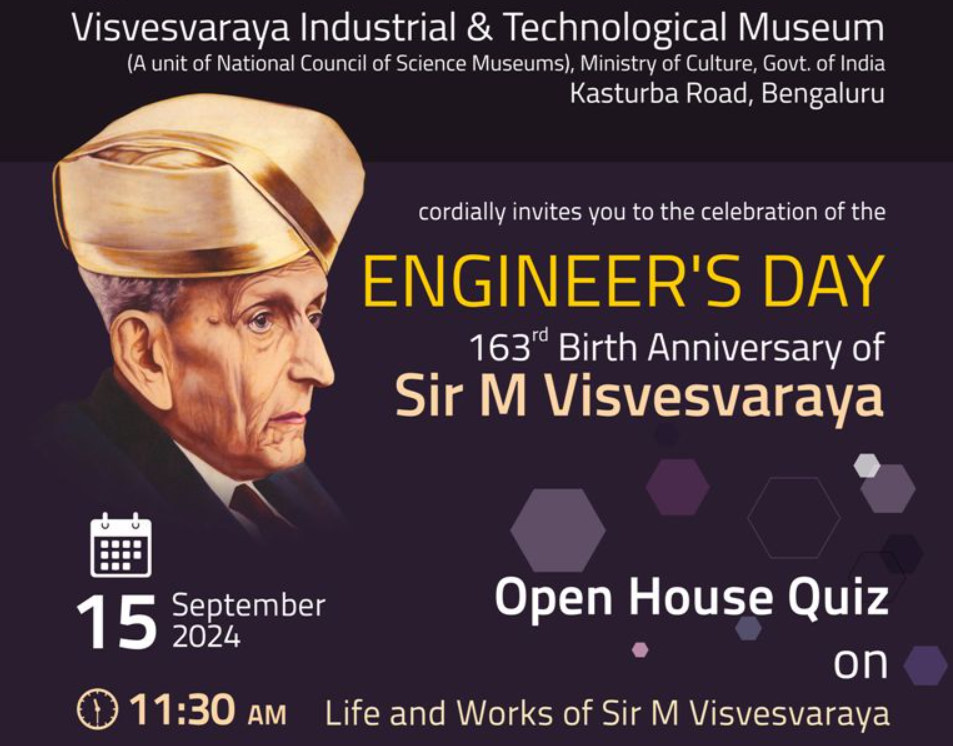 Visvesvaraya Industrial & Technological Museum
(A unit of National Council of Science Museums), Ministry of Culture, Govt. of India
Kasturba Road, Bengaluru
cordially invites you to the celebration of the
ENGINEER'S DAY
163rd Birth Anniversary of
Sir M Visvesvaraya
15 September
2024
11:30 AM
Open House Quiz
on
Life and Works of Sir M Visvesvaraya